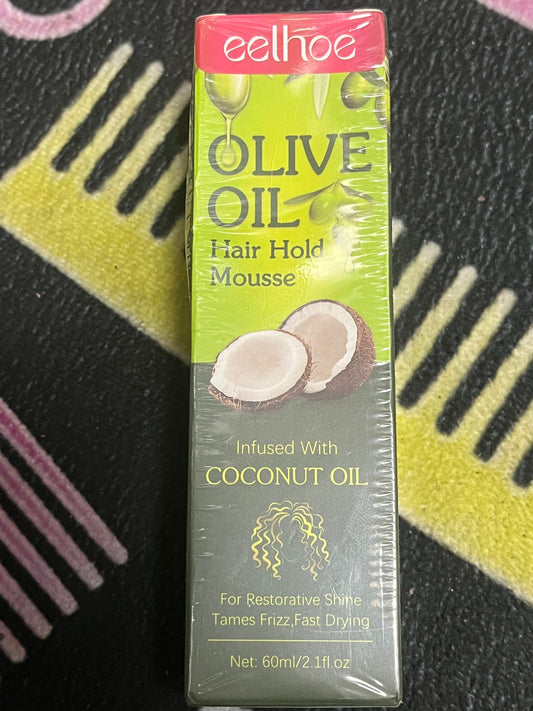 eelhoe
OLIVE
OIL
Hair Hold
Mousse
Infused With
COCONUT OIL
For Restorative Shine
Tames Frizz,Fast Drying
Net: 60ml/2.1fl.oz